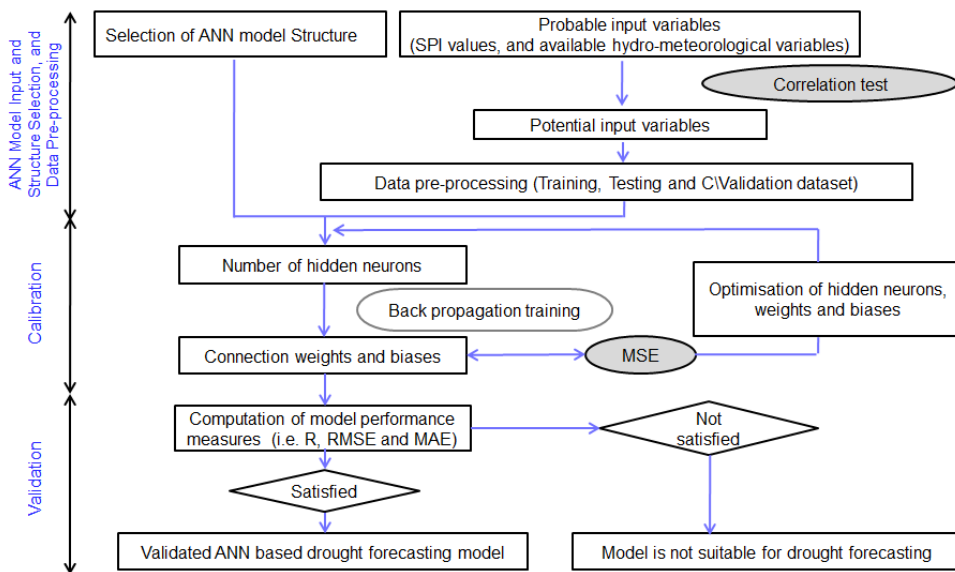 ANN Model Input and
Structure Selection, and
Data Pre-processing
Selection of ANN model Structure
Probable input variables
(SPI values, and available hydro-meteorological variables)
Correlation test
Potential input variables
Data pre-processing (Training, Testing and C\Validation dataset)
Calibration
Number of hidden neurons
Back propagation training
Optimisation of hidden neurons,
weights and biases
Connection weights and biases
MSE
Validation
Computation of model performance
measures (i.e. R, RMSE and MAE)
Not
satisfied
Satisfied
Validated ANN based drought forecasting model
Model is not suitable for drought forecasting